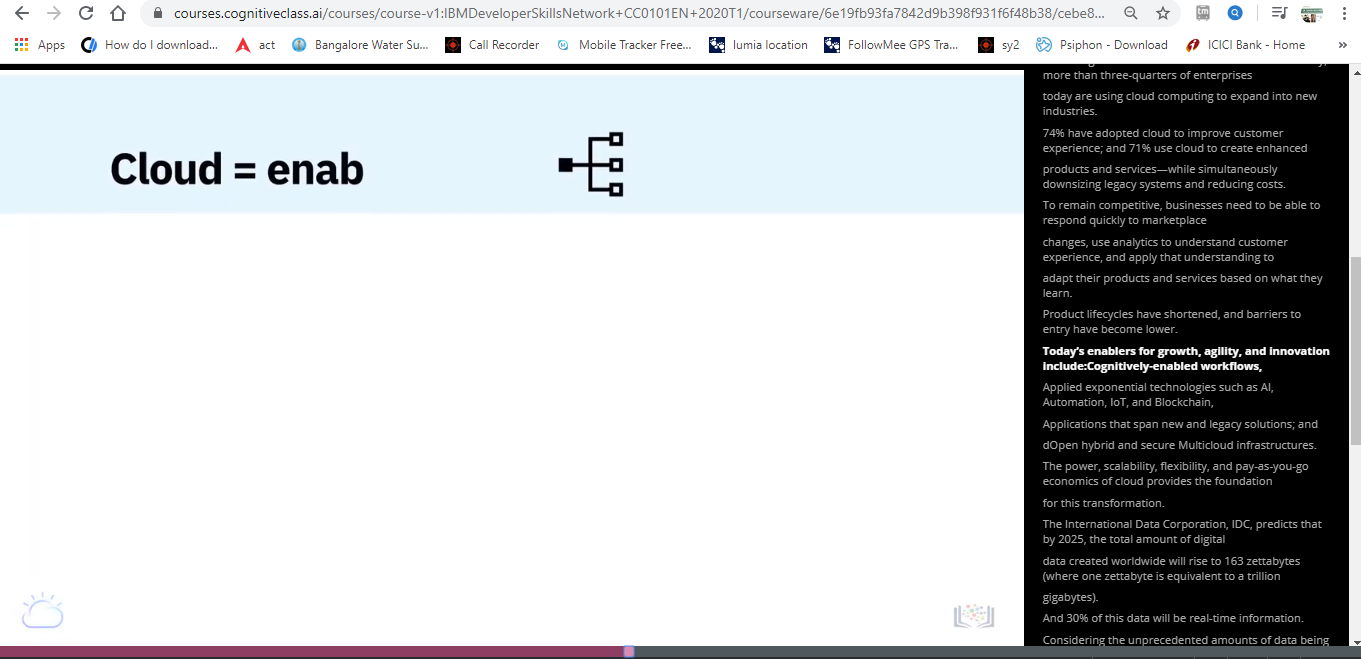 courses.cognitiveclass.ai/courses/course-v1:IBMDeveloperSkillsNetwork+CC0101EN+2020T1/courseware/6e19fb93fa7842d9b398f931f6f48b38/cebe8...
Apps
How do I download...
act
Bangalore Water Su...
Call Recorder
Mobile Tracker Free...
lumia location
FollowMee GPS Tra...
sy2
Psiphon - Download
ICICI Bank - Home
»
Cloud = enab
more than three-quarters of enterprises
today are using cloud computing to expand into new
industries.
74% have adopted cloud to improve customer
experience; and 71% use cloud to create enhanced
products and services—while simultaneously
downsizing legacy systems and reducing costs.
To remain competitive, businesses need to be able to
respond quickly to marketplace
changes, use analytics to understand customer
experience, and apply that understanding to
adapt their products and services based on what they
learn.
Product lifecycles have shortened, and barriers to
entry have become lower.
Today's enablers for growth, agility, and innovation
include:Cognitively-enabled workflows,
Applied exponential technologies such as AI,
Automation, IoT, and Blockchain,
Applications that span new and legacy solutions; and
dOpen hybrid and secure Multicloud infrastructures.
The power, scalability, flexibility, and pay-as-you-go
economics of cloud provides the foundation
for this transformation.
The International Data Corporation, IDC, predicts that
by 2025, the total amount of digital
data created worldwide will rise to 163 zettabytes
(where one zettabyte is equivalent to a trillion
gigabytes).
And 30% of this data will be real-time information.
Considering the unprecedented amounts of data being